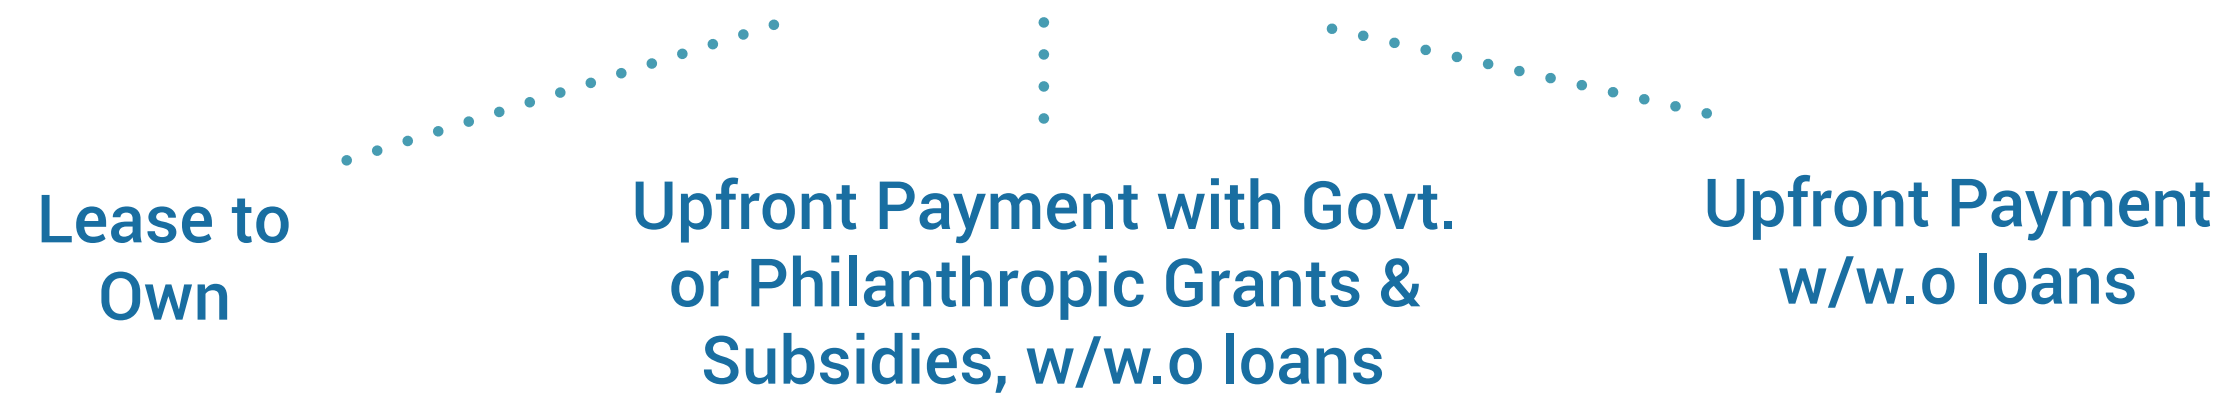 Lease to
Own
Upfront Payment with Govt.
or Philanthropic Grants &
Subsidies, w/w.o loans
Upfront Payment
w/w.o loans